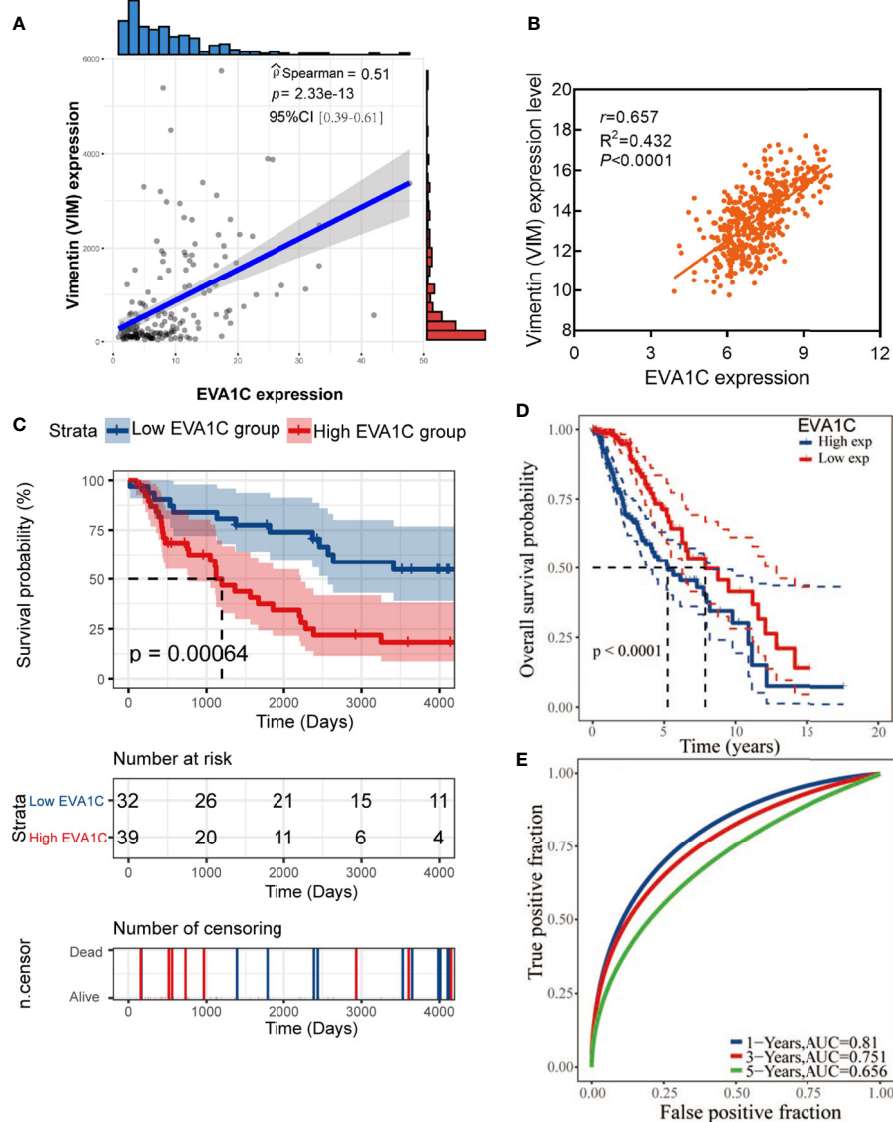 A
6000
4000
2000
0
Vimentin (VIM) expression
ρ̂ Spearman = 0.51
p = 2.33e-13
95%CI [0.39-0.61]
0 10 20 30 40 50
EVA1C expression
B
20
18
16
14
12
10
8
Vimentin (VIM) expression level
r=0.657
R²=0.432
P<0.0001
0 3 6 9 12
EVA1C expression
C
Strata Low EVA1C group High EVA1C group
100
75
50
25
0
Survival probability (%)
p = 0.00064
0 1000 2000 3000 4000
Time (Days)
Number at risk
Strata
Low EVA1C 32 26 21 15 11
High EVA1C 39 20 11 6 4
0 1000 2000 3000 4000
Time (Days)
Number of censoring
n.censor
Dead
Alive
0 1000 2000 3000 4000
Time (Days)
D
1.00
0.75
0.50
0.25
0.00
Overall survival probability
EVA1C
High exp
Low exp
p < 0.0001
0 5 10 15 20
Time (years)
E
1.00
0.75
0.50
0.25
0.00
True positive fraction
1-Years,AUC=0.81
3-Years,AUC=0.751
5-Years,AUC=0.656
0.00 0.25 0.50 0.75 1.00
False positive fraction